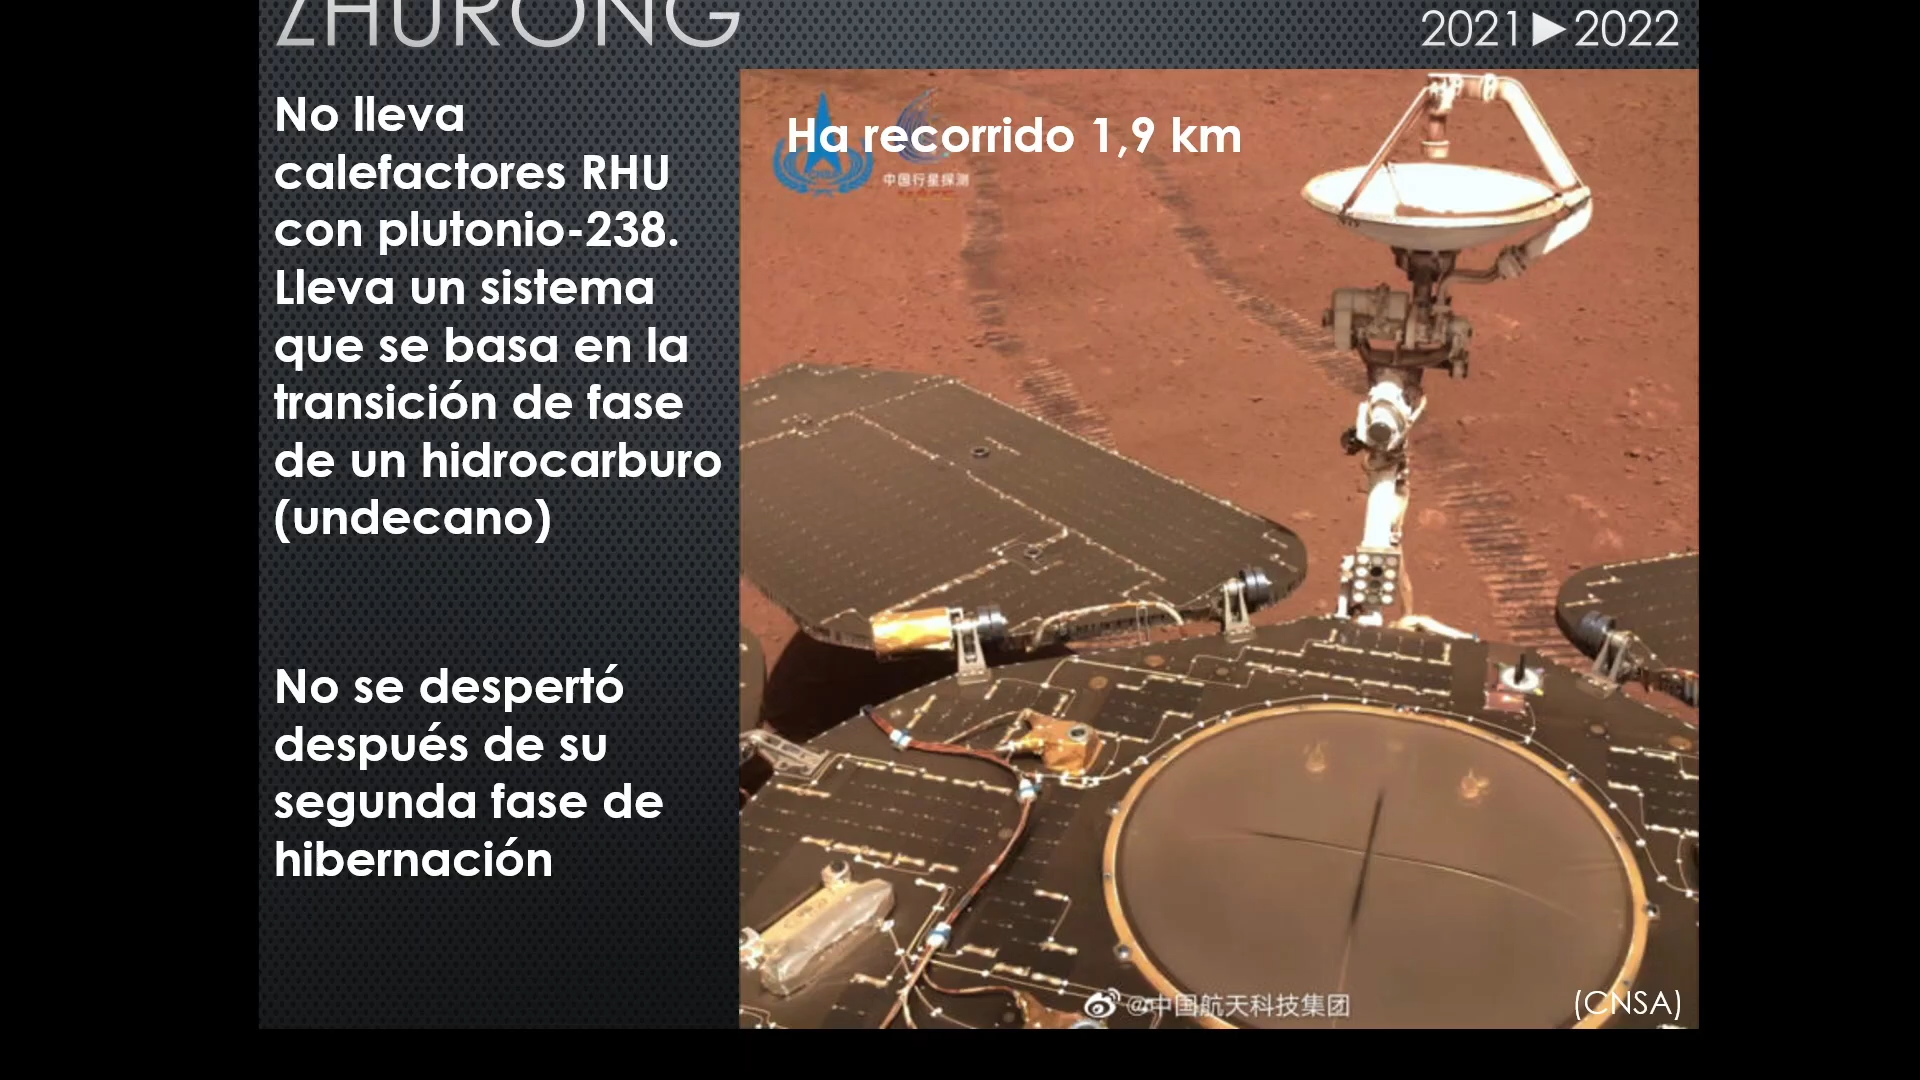 ZHURONG
2021▶2022
No lleva
calefactores RHU
con plutonio-238.
Lleva un sistema
que se basa en la
transición de fase
de un hidrocarburo
(undecano)
No se despertó
después de su
segunda fase de
hibernación
Ha recorrido 1,9 km
CNSA
中国行星探测
@中国航天科技集团
(CNSA)